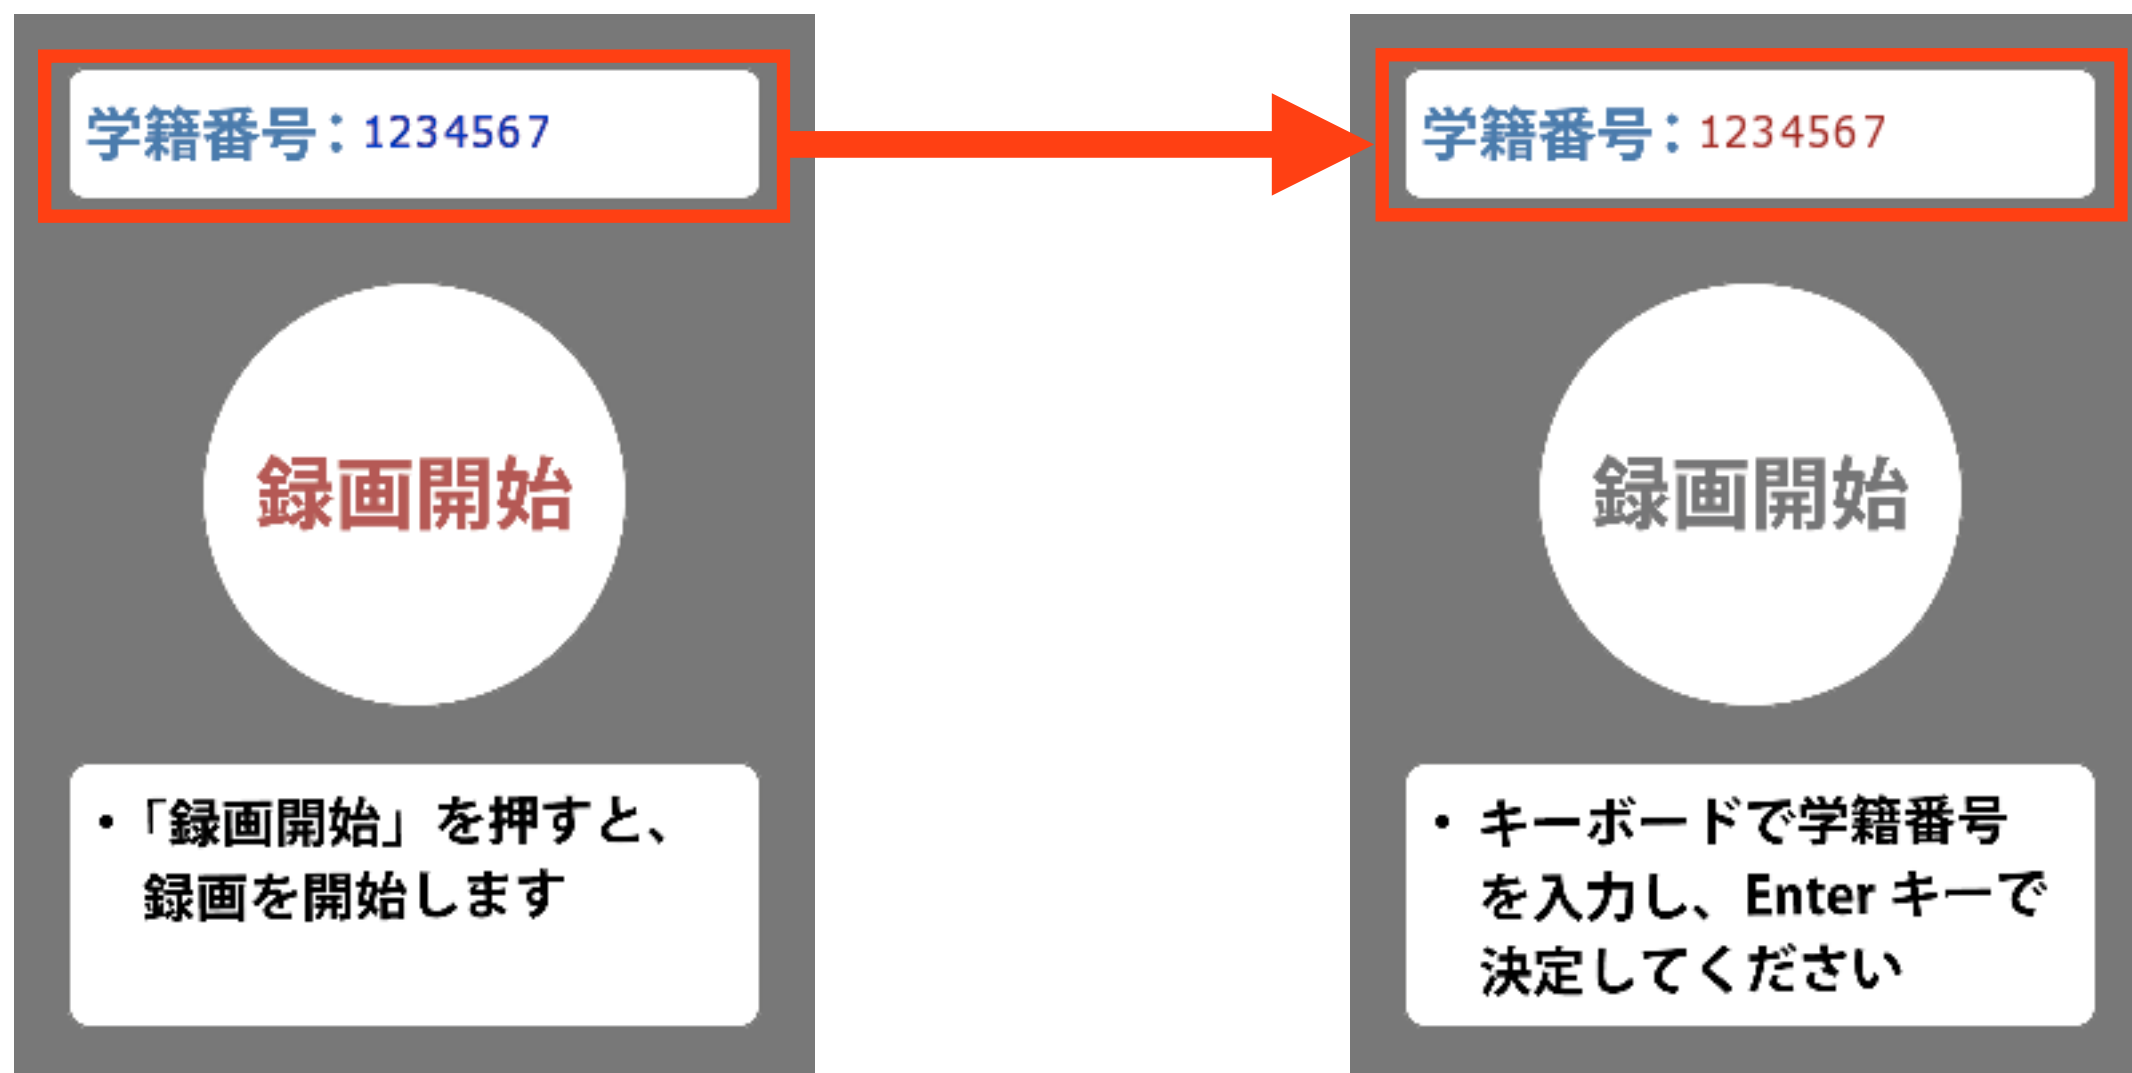 学籍番号：1234567
録画開始
・「録画開始」を押すと、
録画を開始します
学籍番号：1234567
録画開始
・キーボードで学籍番号
を入力し、Enter キーで
決定してください